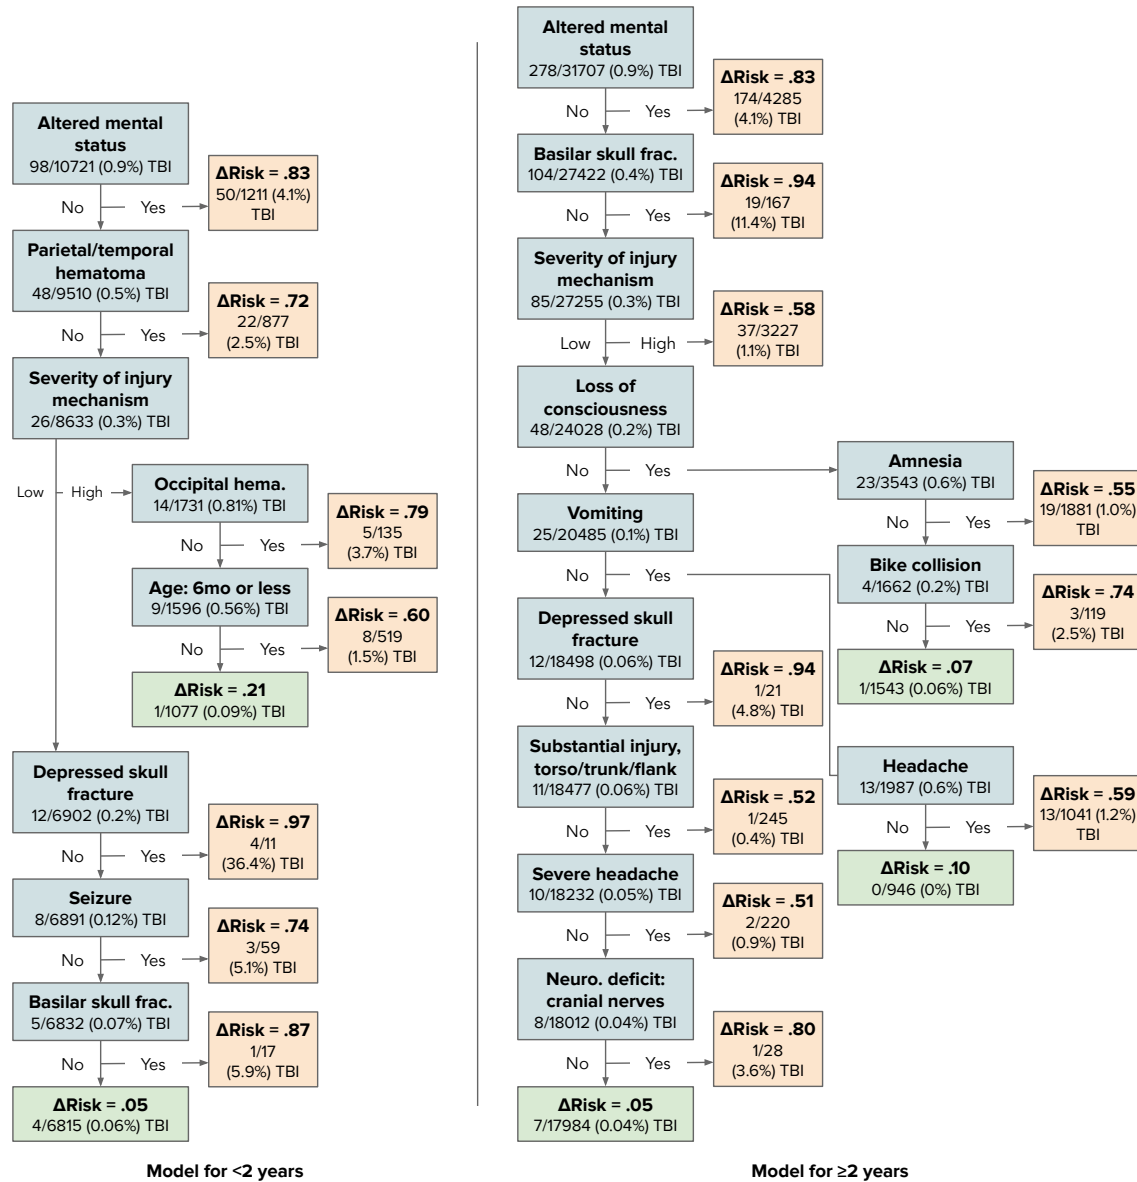 Altered mental
status
98/10721 (0.9%) TBI
No
Yes
ΔRisk = .83
50/1211 (4.1%)
TBI
Parietal/temporal
hematoma
48/9510 (0.5%) TBI
No
Yes
ΔRisk = .72
22/877
(2.5%) TBI
Severity of injury
mechanism
26/8633 (0.3%) TBI
Low
High
Occipital hema.
14/1731 (0.81%) TBI
No
Yes
ΔRisk = .79
5/135
(3.7%) TBI
Age: 6mo or less
9/1596 (0.56%) TBI
No
Yes
ΔRisk = .60
8/519
(1.5%) TBI
ΔRisk = .21
1/1077 (0.09%) TBI
Depressed skull
fracture
12/6902 (0.2%) TBI
No
Yes
ΔRisk = .97
4/11
(36.4%) TBI
Seizure
8/6891 (0.12%) TBI
No
Yes
ΔRisk = .74
3/59
(5.1%) TBI
Basilar skull frac.
5/6832 (0.07%) TBI
No
Yes
ΔRisk = .87
1/17
(5.9%) TBI
ΔRisk = .05
4/6815 (0.06%) TBI
Model for <2 years
Altered mental
status
278/31707 (0.9%) TBI
No
Yes
ΔRisk = .83
174/4285
(4.1%) TBI
Basilar skull frac.
104/27422 (0.4%) TBI
No
Yes
ΔRisk = .94
19/167
(11.4%) TBI
Severity of injury
mechanism
85/27255 (0.3%) TBI
Low
High
ΔRisk = .58
37/3227
(1.1%) TBI
Loss of
consciousness
48/24028 (0.2%) TBI
No
Yes
Amnesia
23/3543 (0.6%) TBI
No
Yes
ΔRisk = .55
19/1881 (1.0%)
TBI
Bike collision
4/1662 (0.2%) TBI
No
Yes
ΔRisk = .74
3/119
(2.5%) TBI
ΔRisk = .07
1/1543 (0.06%) TBI
Vomiting
25/20485 (0.1%) TBI
No
Yes
Headache
13/1987 (0.6%) TBI
No
Yes
ΔRisk = .59
13/1041 (1.2%)
TBI
ΔRisk = .10
0/946 (0%) TBI
Depressed skull
fracture
12/18498 (0.06%) TBI
No
Yes
ΔRisk = .94
1/21
(4.8%) TBI
Substantial injury,
torso/trunk/flank
11/18477 (0.06%) TBI
No
Yes
ΔRisk = .52
1/245
(0.4%) TBI
Severe headache
10/18232 (0.05%) TBI
No
Yes
ΔRisk = .51
2/220
(0.9%) TBI
Neuro. deficit:
cranial nerves
8/18012 (0.04%) TBI
No
Yes
ΔRisk = .80
1/28
(3.6%) TBI
ΔRisk = .05
7/17984 (0.04%) TBI
Model for ≥2 years